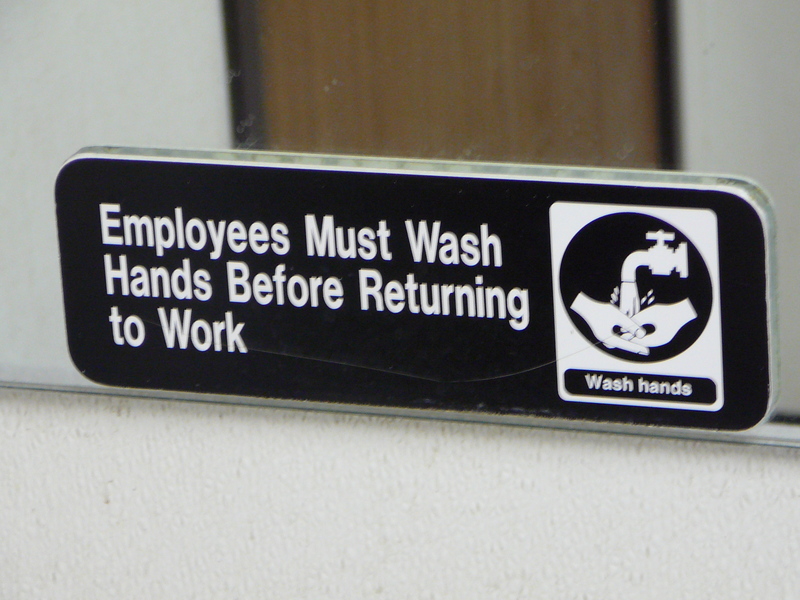 Employees Must Wash
Hands Before Returning
to Work
Wash hands